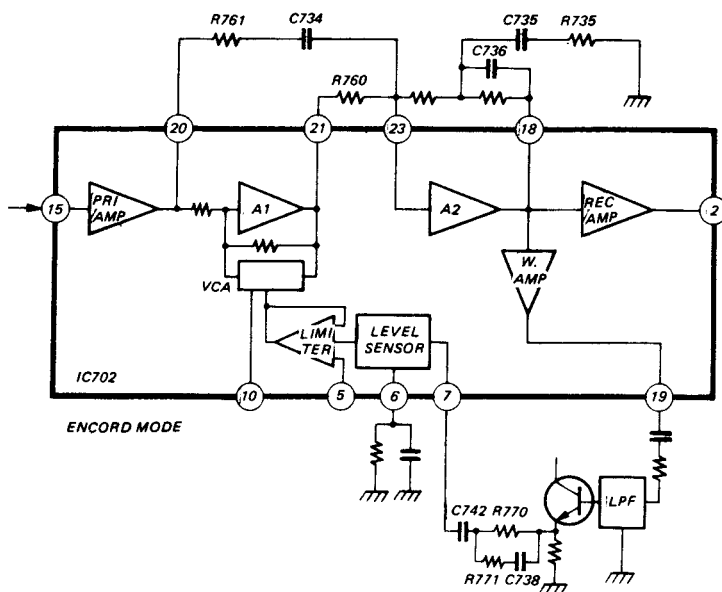 R761
C734
C735
R735
C736
R760
20
21
23
18
15
PRI
AMP
A1
A2
REC
AMP
2
VCA
W.
AMP
LIMI
TER
LEVEL
SENSOR
IC702
10
5
6
7
19
ENCORD MODE
C742
R770
LPF
R771
C738